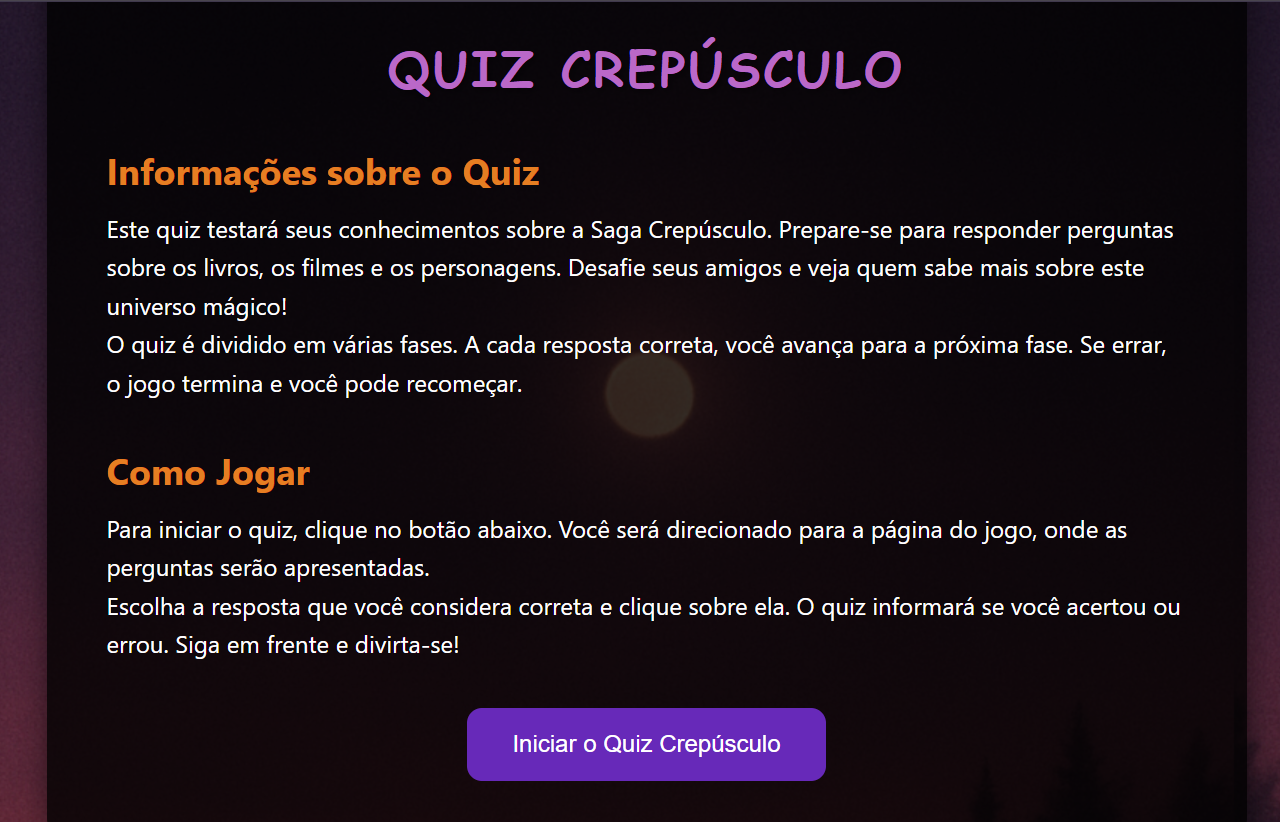 QUIZ CREPÚSCULO
Informações sobre o Quiz
Este quiz testará seus conhecimentos sobre a Saga Crepúsculo. Prepare-se para responder perguntas
sobre os livros, os filmes e os personagens. Desafie seus amigos e veja quem sabe mais sobre este
universo mágico!
O quiz é dividido em várias fases. A cada resposta correta, você avança para a próxima fase. Se errar,
o jogo termina e você pode recomeçar.
Como Jogar
Para iniciar o quiz, clique no botão abaixo. Você será direcionado para a página do jogo, onde as
perguntas serão apresentadas.
Escolha a resposta que você considera correta e clique sobre ela. O quiz informará se você acertou ou
errou. Siga em frente e divirta-se!
Iniciar o Quiz Crepúsculo